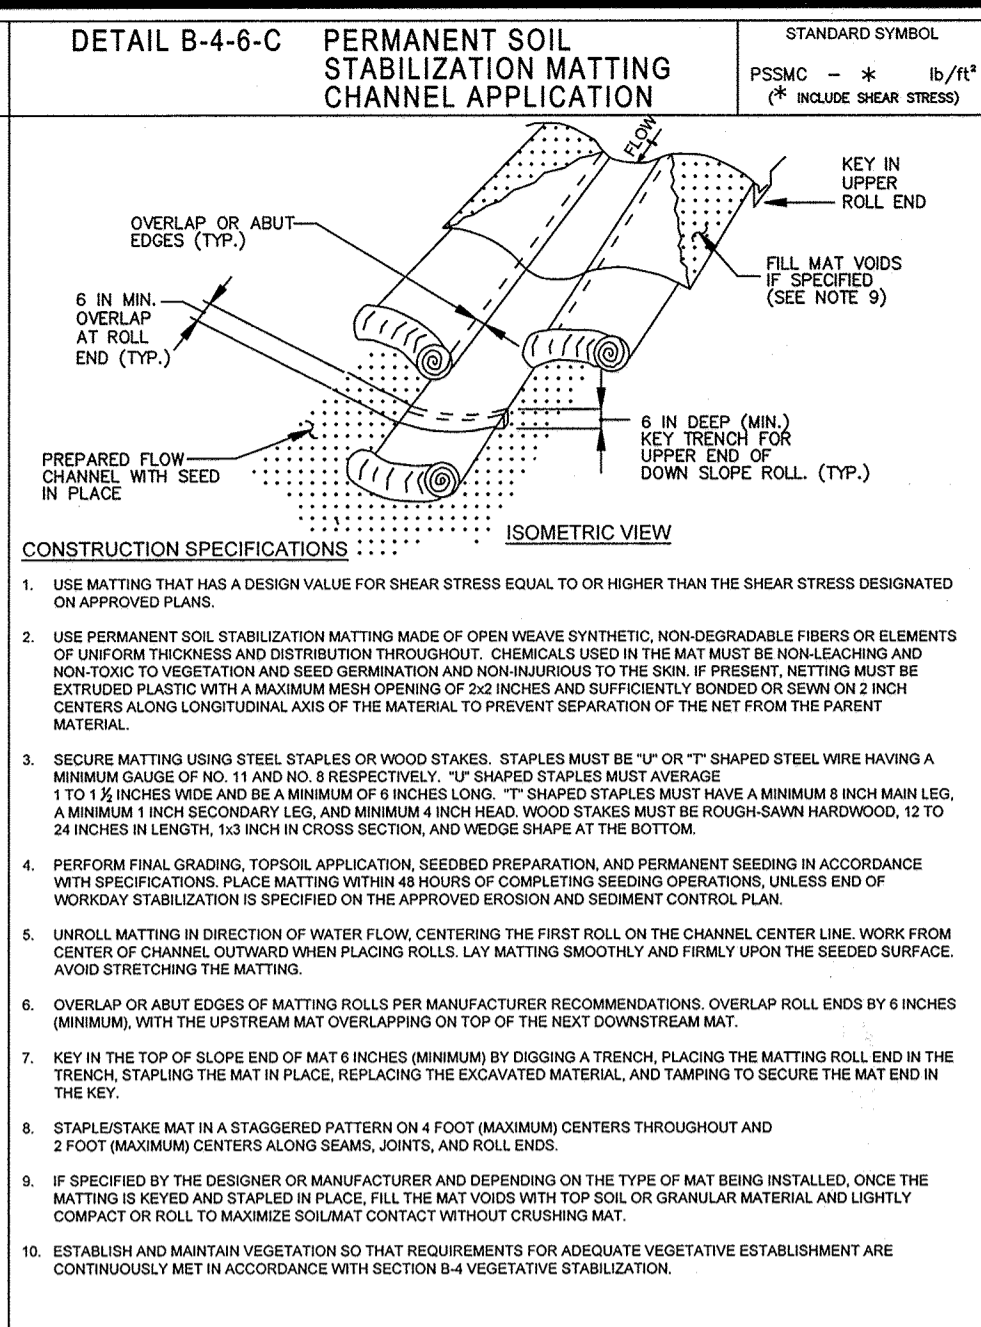 DETAIL B-4-6-C
PERMANENT SOIL
STABILIZATION MATTING
CHANNEL APPLICATION
STANDARD SYMBOL
PSSMC - * lb/ft²
(* INCLUDE SHEAR STRESS)
FLOW
KEY IN
UPPER
ROLL END
OVERLAP OR ABUT
EDGES (TYP.)
FILL MAT VOIDS
IF SPECIFIED
(SEE NOTE 9)
6 IN MIN.
OVERLAP
AT ROLL
END (TYP.)
6 IN DEEP (MIN.)
KEY TRENCH FOR
UPPER END OF
DOWN SLOPE ROLL. (TYP.)
PREPARED FLOW
CHANNEL WITH SEED
IN PLACE
ISOMETRIC VIEW
CONSTRUCTION SPECIFICATIONS
1. USE MATTING THAT HAS A DESIGN VALUE FOR SHEAR STRESS EQUAL TO OR HIGHER THAN THE SHEAR STRESS DESIGNATED
ON APPROVED PLANS.
2. USE PERMANENT SOIL STABILIZATION MATTING MADE OF OPEN WEAVE SYNTHETIC, NON-DEGRADABLE FIBERS OR ELEMENTS
OF UNIFORM THICKNESS AND DISTRIBUTION THROUGHOUT. CHEMICALS USED IN THE MAT MUST BE NON-LEACHING AND
NON-TOXIC TO VEGETATION AND SEED GERMINATION AND NON-INJURIOUS TO THE SKIN. IF PRESENT, NETTING MUST BE
EXTRUDED PLASTIC WITH A MAXIMUM MESH OPENING OF 2x2 INCHES AND SUFFICIENTLY BONDED OR SEWN ON 2 INCH
CENTERS ALONG LONGITUDINAL AXIS OF THE MATERIAL TO PREVENT SEPARATION OF THE NET FROM THE PARENT
MATERIAL.
3. SECURE MATTING USING STEEL STAPLES OR WOOD STAKES. STAPLES MUST BE "U" OR "T" SHAPED STEEL WIRE HAVING A
MINIMUM GAUGE OF NO. 11 AND NO. 8 RESPECTIVELY. "U" SHAPED STAPLES MUST AVERAGE
1 TO 1 ½ INCHES WIDE AND BE A MINIMUM OF 6 INCHES LONG. "T" SHAPED STAPLES MUST HAVE A MINIMUM 8 INCH MAIN LEG,
A MINIMUM 1 INCH SECONDARY LEG, AND MINIMUM 4 INCH HEAD. WOOD STAKES MUST BE ROUGH-SAWN HARDWOOD, 12 TO
24 INCHES IN LENGTH, 1x3 INCH IN CROSS SECTION, AND WEDGE SHAPE AT THE BOTTOM.
4. PERFORM FINAL GRADING, TOPSOIL APPLICATION, SEEDBED PREPARATION, AND PERMANENT SEEDING IN ACCORDANCE
WITH SPECIFICATIONS. PLACE MATTING WITHIN 48 HOURS OF COMPLETING SEEDING OPERATIONS, UNLESS END OF
WORKDAY STABILIZATION IS SPECIFIED ON THE APPROVED EROSION AND SEDIMENT CONTROL PLAN.
5. UNROLL MATTING IN DIRECTION OF WATER FLOW, CENTERING THE FIRST ROLL ON THE CHANNEL CENTER LINE. WORK FROM
CENTER OF CHANNEL OUTWARD WHEN PLACING ROLLS. LAY MATTING SMOOTHLY AND FIRMLY UPON THE SEEDED SURFACE.
AVOID STRETCHING THE MATTING.
6. OVERLAP OR ABUT EDGES OF MATTING ROLLS PER MANUFACTURER RECOMMENDATIONS. OVERLAP ROLL ENDS BY 6 INCHES
(MINIMUM), WITH THE UPSTREAM MAT OVERLAPPING ON TOP OF THE NEXT DOWNSTREAM MAT.
7. KEY IN THE TOP OF SLOPE END OF MAT 6 INCHES (MINIMUM) BY DIGGING A TRENCH, PLACING THE MATTING ROLL END IN THE
TRENCH, STAPLING THE MAT IN PLACE, REPLACING THE EXCAVATED MATERIAL, AND TAMPING TO SECURE THE MAT END IN
THE KEY.
8. STAPLE/STAKE MAT IN A STAGGERED PATTERN ON 4 FOOT (MAXIMUM) CENTERS THROUGHOUT AND
2 FOOT (MAXIMUM) CENTERS ALONG SEAMS, JOINTS, AND ROLL ENDS.
9. IF SPECIFIED BY THE DESIGNER OR MANUFACTURER AND DEPENDING ON THE TYPE OF MAT BEING INSTALLED, ONCE THE
MATTING IS KEYED AND STAPLED IN PLACE, FILL THE MAT VOIDS WITH TOP SOIL OR GRANULAR MATERIAL AND LIGHTLY
COMPACT OR ROLL TO MAXIMIZE SOIL/MAT CONTACT WITHOUT CRUSHING MAT.
10. ESTABLISH AND MAINTAIN VEGETATION SO THAT REQUIREMENTS FOR ADEQUATE VEGETATIVE ESTABLISHMENT ARE
CONTINUOUSLY MET IN ACCORDANCE WITH SECTION B-4 VEGETATIVE STABILIZATION.